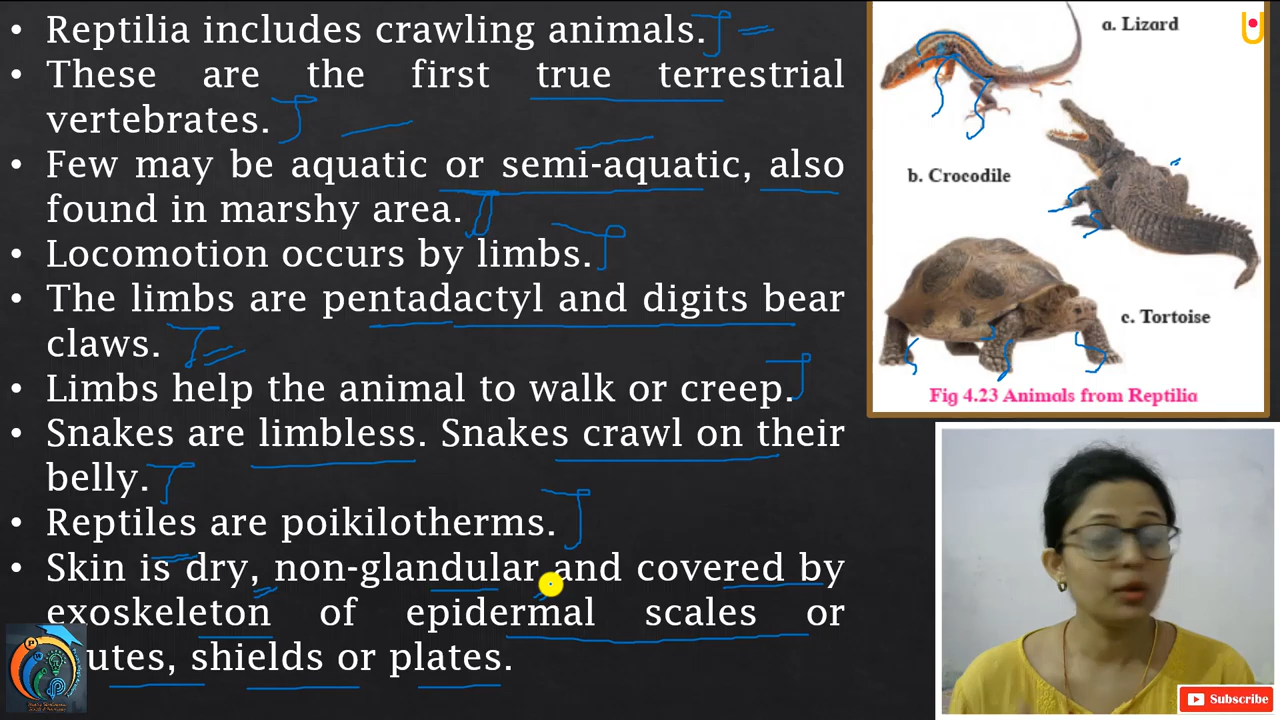 • Reptilia includes crawling animals.
• These are the first true terrestrial
vertebrates.
• Few may be aquatic or semi-aquatic, also
found in marshy area.
• Locomotion occurs by limbs.
• The limbs are pentadactyl and digits bear
claws.
• Limbs help the animal to walk or creep.
• Snakes are limbless. Snakes crawl on their
belly.
• Reptiles are poikilotherms.
• Skin is dry, non-glandular and covered by
exoskeleton of epidermal scales or
utes, shields or plates.
a. Lizard
b. Crocodile
c. Tortoise
Fig 4.23 Animals from Reptilia
Subscribe